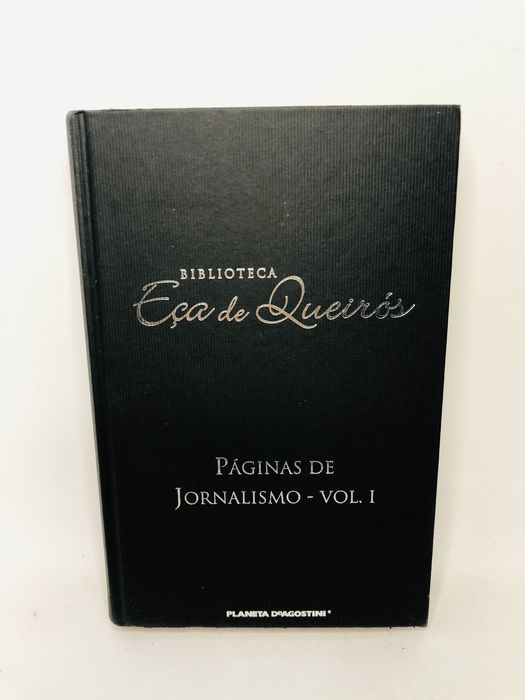 BIBLIOTECA
Eça de Queirós
PÁGINAS DE
JORNALISMO - VOL. I
PLANETA DeAGOSTINI®